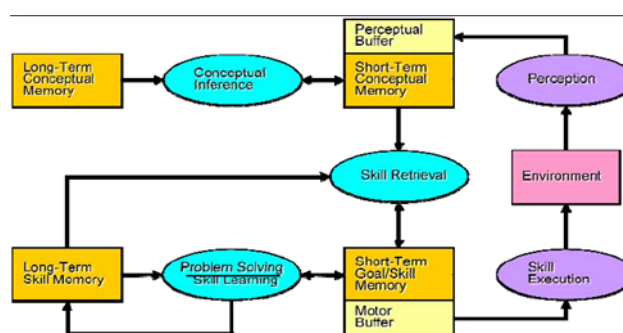 Perceptual
Buffer
Long-Term
Conceptual
Memory
Conceptual
Inference
Short-Term
Conceptual
Memory
Perception
Skill Retrieval
Environment
Long-Term
Skill Memory
Problem Solving
Skill Learning
Short-Term
Goal/Skill
Memory
Skill
Execution
Motor
Buffer